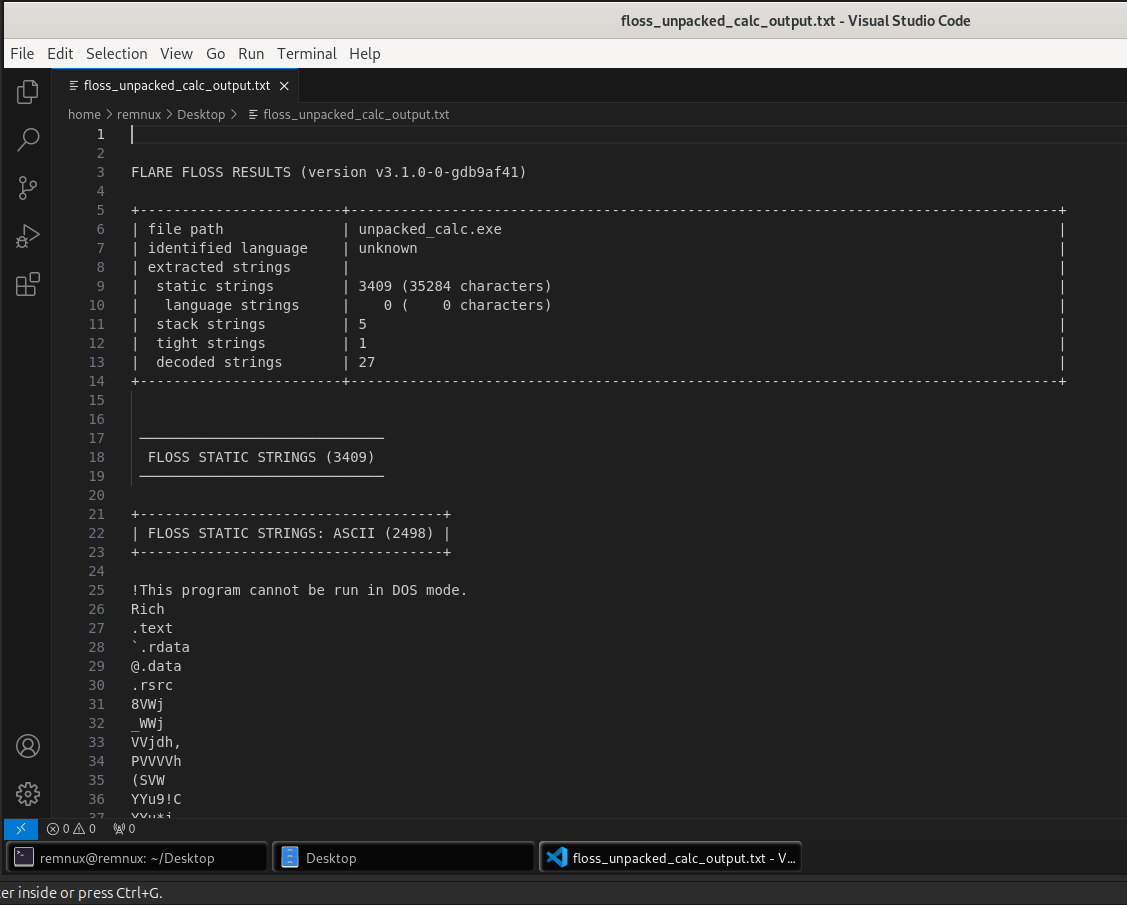 floss_unpacked_calc_output.txt - Visual Studio Code
File Edit Selection View Go Run Terminal Help
floss_unpacked_calc_output.txt
home > remnux > Desktop > floss_unpacked_calc_output.txt
1
2
3 FLARE FLOSS RESULTS (version v3.1.0-0-gdb9af41)
4
5 +------------------------+------------------------------------------------------------------------------------+
6 | file path | unpacked_calc.exe |
7 | identified language | unknown |
8 | extracted strings | |
9 | static strings | 3409 (35284 characters) |
10 | language strings | 0 ( 0 characters) |
11 | stack strings | 5 |
12 | tight strings | 1 |
13 | decoded strings | 27 |
14 +------------------------+------------------------------------------------------------------------------------+
15
16
17 ─────────────────────────────
18 FLOSS STATIC STRINGS (3409)
19 ─────────────────────────────
20
21 +-------------------------------------+
22 | FLOSS STATIC STRINGS: ASCII (2498) |
23 +-------------------------------------+
24
25 !This program cannot be run in DOS mode.
26 Rich
27 .text
28 `.rdata
29 @.data
30 .rsrc
31 8VWj
32 _WWj
33 VVjdh,
34 PVVVVh
35 (SVW
36 YYu9!C
37
0 0 0
remnux@remnux: ~/Desktop Desktop floss_unpacked_calc_output.txt - V...
er inside or press Ctrl+G.